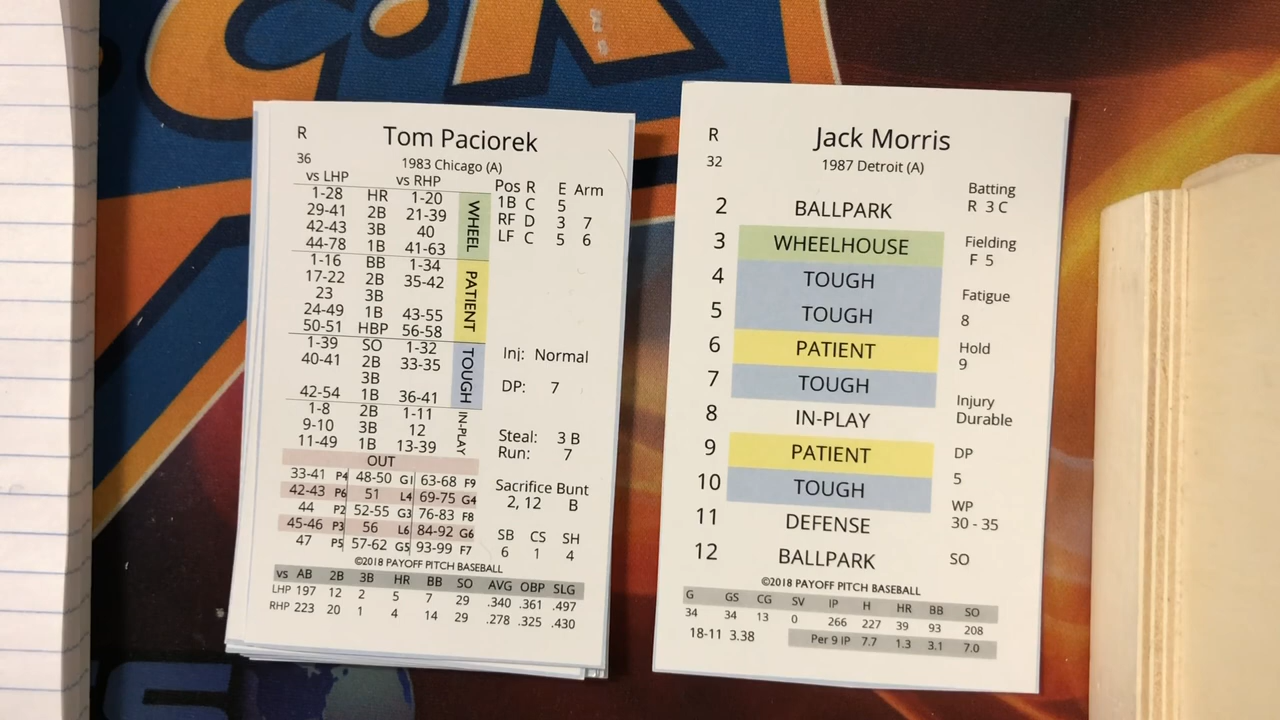 R Tom Paciorek
36 1983 Chicago (A)
vs LHP vs RHP
1-28 HR 1-20
29-41 2B 21-39
42-43 3B 40
44-78 1B 41-63
WHEEL
1-16 BB 1-34
17-22 2B 35-42
23 3B
24-49 1B 43-55
50-51 HBP 56-58
PATIENT
1-39 SO 1-32
40-41 2B 33-35
3B
42-54 1B 36-41
TOUGH
1-8 2B 1-11
9-10 3B 12
11-49 1B 13-39
IN-PLAY
OUT
33-41 P4 48-50 G1 63-68 F9
42-43 P6 51 L4 69-75 G4
44 P2 52-55 G3 76-83 F8
45-46 P3 56 L6 84-92 G6
47 P5 57-62 G5 93-99 F7
Pos R E Arm
1B C 5
RF D 3 7
LF C 5 6
Inj: Normal
DP: 7
Steal: 3 B
Run: 7
Sacrifice Bunt
2, 12 B
SB CS SH
6 1 4
©2018 PAYOFF PITCH BASEBALL
vs AB 2B 3B HR BB SO AVG OBP SLG
LHP 197 12 2 5 7 29 .340 .361 .497
RHP 223 20 1 4 14 29 .278 .325 .430
R Jack Morris
32 1987 Detroit (A)
2 BALLPARK
3 WHEELHOUSE
4 TOUGH
5 TOUGH
6 PATIENT
7 TOUGH
8 IN-PLAY
9 PATIENT
10 TOUGH
11 DEFENSE
12 BALLPARK
Batting
R 3 C
Fielding
F 5
Fatigue
8
Hold
9
Injury
Durable
DP
5
WP
30 - 35
SO
©2018 PAYOFF PITCH BASEBALL
G GS CG SV IP H HR BB SO
34 34 13 0 266 227 39 93 208
18-11 3.38 Per 9 IP 7.7 1.3 3.1 7.0